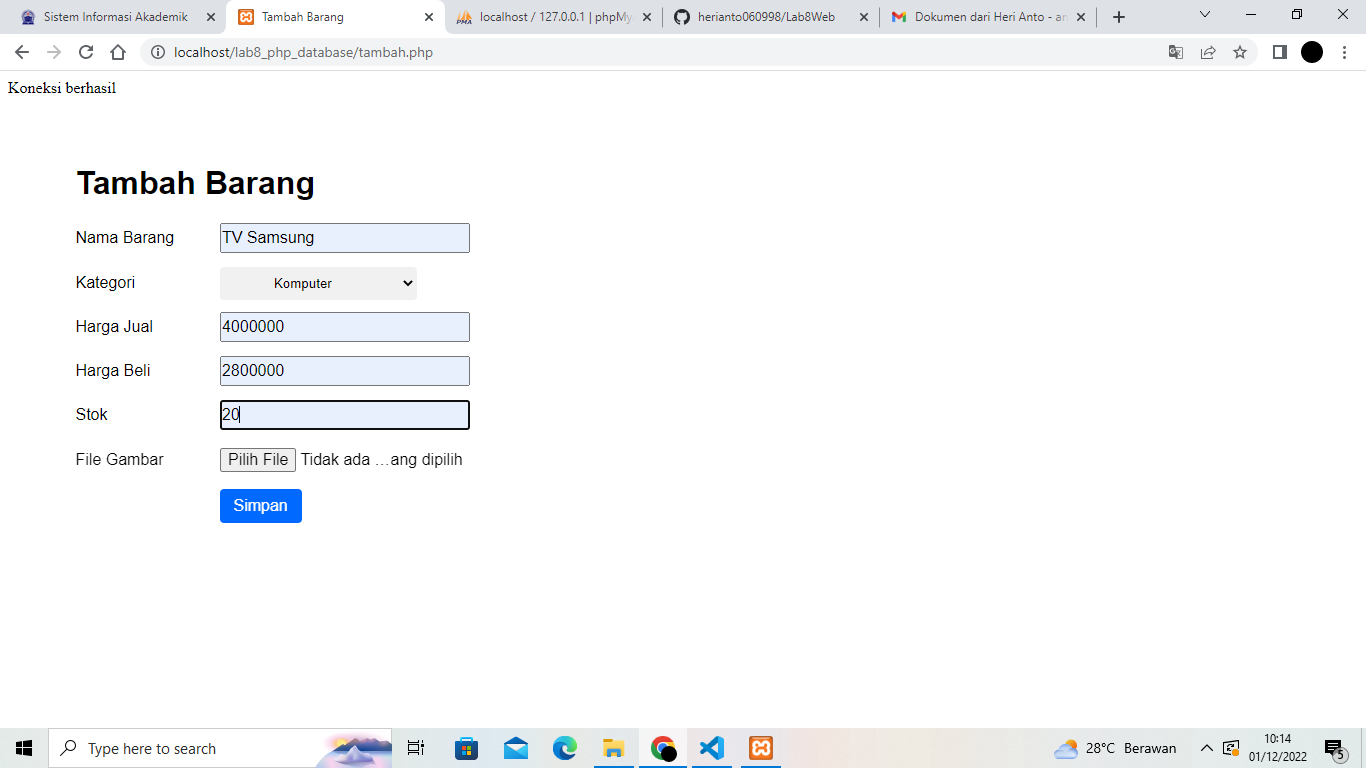 Sistem Informasi Akademik
Tambah Barang
localhost / 127.0.0.1 | phpMy
herianto060998/Lab8Web
Dokumen dari Heri Anto - an
localhost/lab8_php_database/tambah.php
Koneksi berhasil
Tambah Barang
Nama Barang TV Samsung
Kategori Komputer
Harga Jual 4000000
Harga Beli 2800000
Stok 20
File Gambar Pilih File Tidak ada …ang dipilih
Simpan
Type here to search
28°C Berawan
10:14
01/12/2022
5